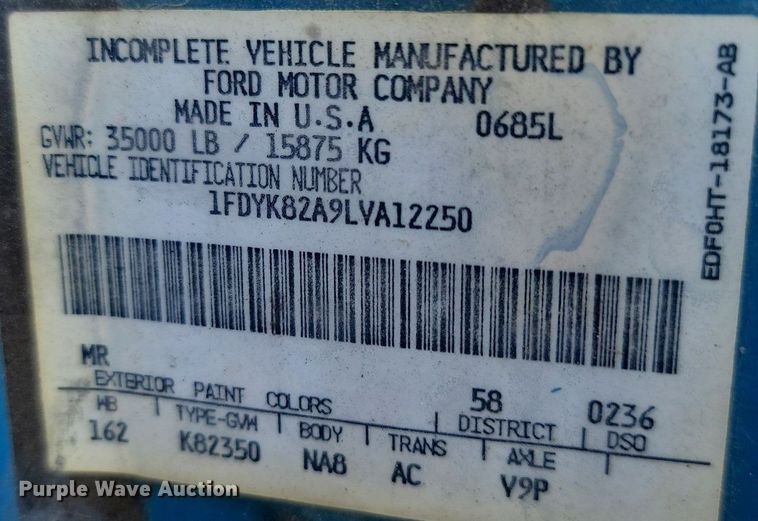 INCOMPLETE VEHICLE MANUFACTURED BY
FORD MOTOR COMPANY
MADE IN U.S.A 0685L
GVWR: 35000 LB / 15875 KG
VEHICLE IDENTIFICATION NUMBER
1FDYK82A9LVA12250
EDF0HT-18173-AB
MR 58 0236
EXTERIOR PAINT COLORS DISTRICT DSO
WB TYPE-GVW BODY TRANS AXLE
162 K82350 NA8 AC V9P
Purple Wave Auction